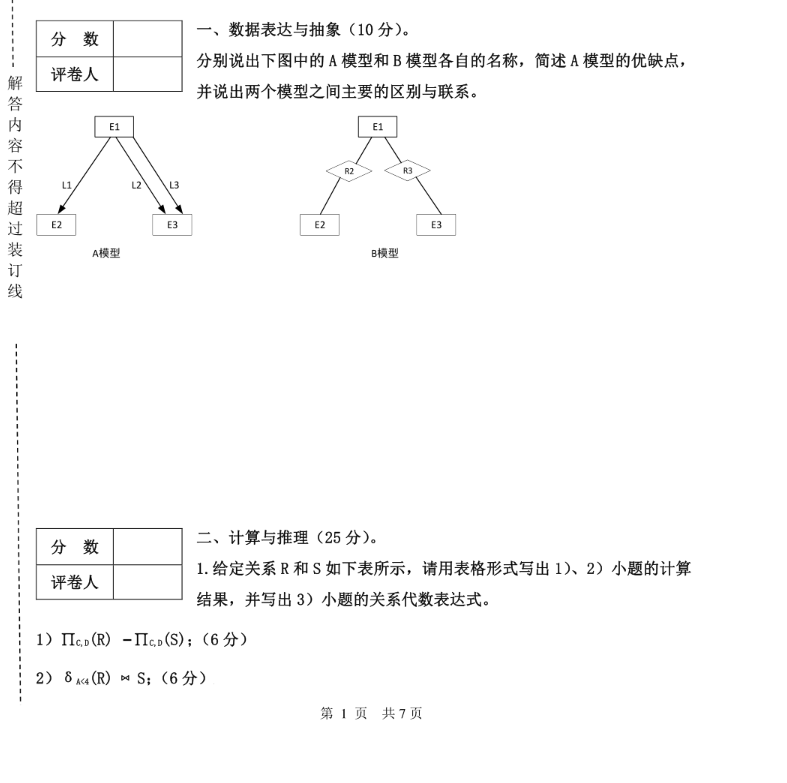 解答内容不得超过装订线
分 数
评卷人
一、数据表达与抽象（10 分）。
分别说出下图中的 A 模型和 B 模型各自的名称，简述 A 模型的优缺点，
并说出两个模型之间主要的区别与联系。
E1
L1
L2
L3
E2
E3
A模型
E1
R2
R3
E2
E3
B模型
分 数
评卷人
二、计算与推理（25 分）。
1.给定关系 R 和 S 如下表所示，请用表格形式写出 1）、2）小题的计算
结果，并写出 3）小题的关系代数表达式。
1）∏C,D(R) －∏C,D(S)；（6 分）
2）δA<4(R) ⋈ S；（6 分）
第 1 页 共 7 页